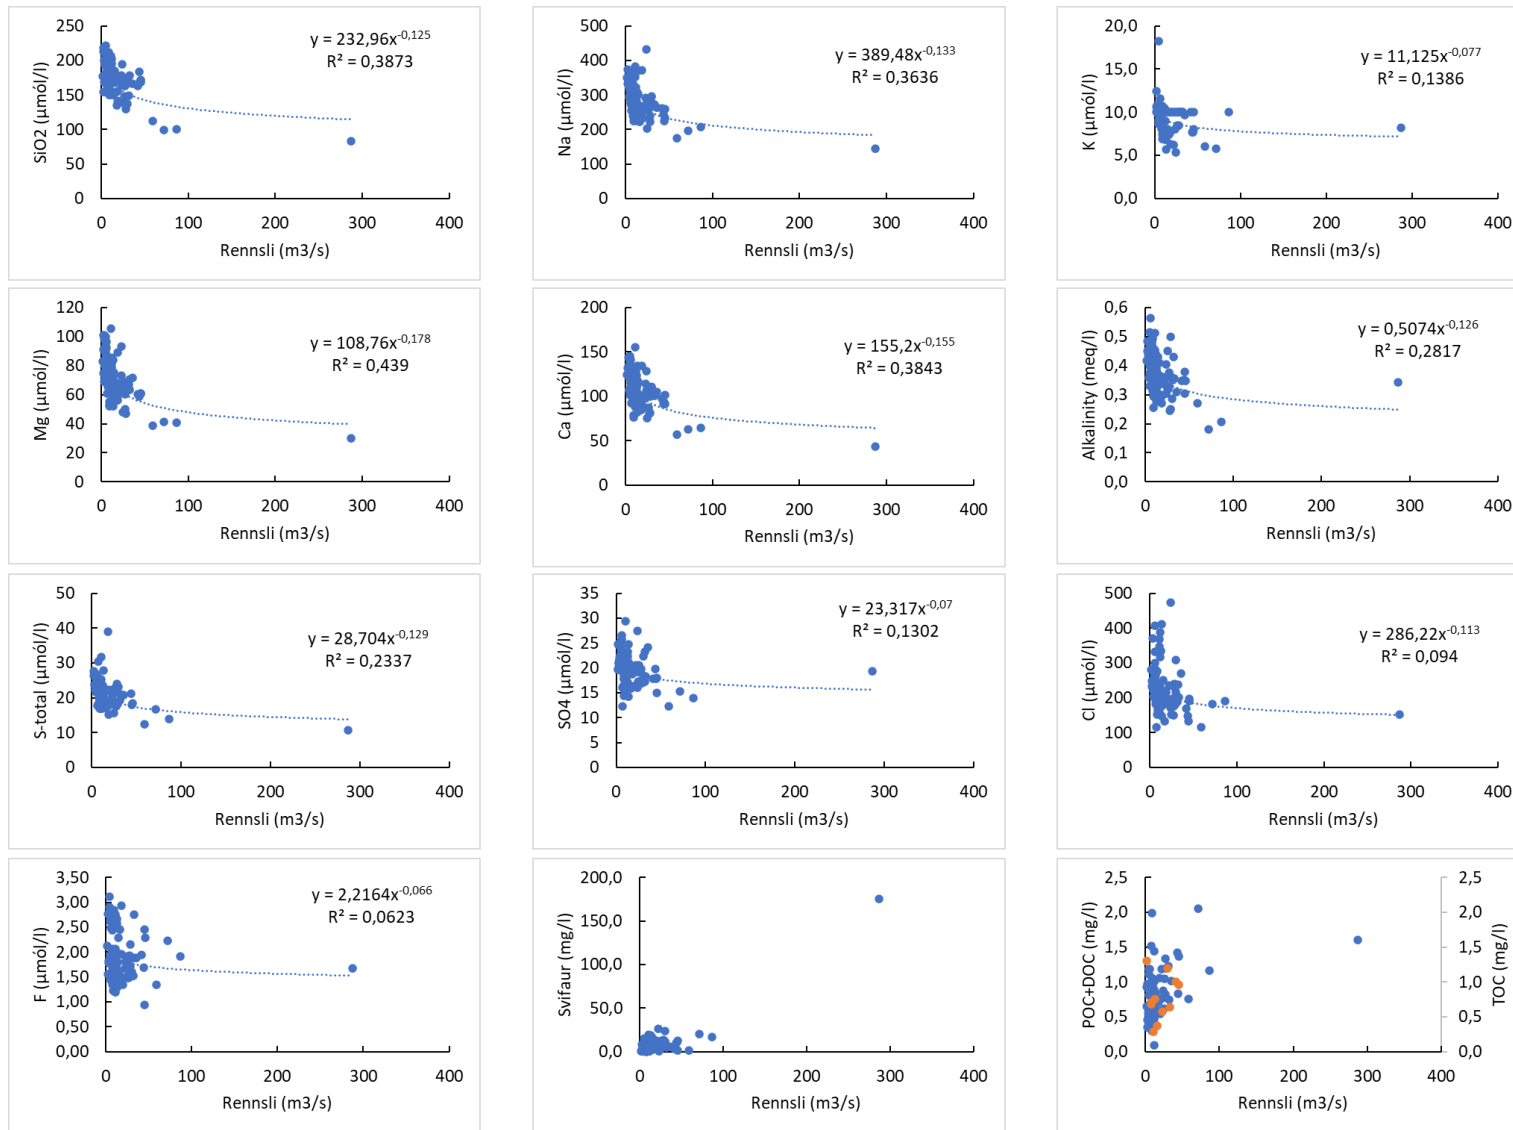 y = 232,96x-0,125
R² = 0,3873
250
200
150
100
50
0
SiO2 (µmól/l)
0 100 200 300 400
Rennsli (m3/s)
y = 389,48x-0,133
R² = 0,3636
500
400
300
200
100
0
Na (µmól/l)
0 100 200 300 400
Rennsli (m3/s)
y = 11,125x-0,077
R² = 0,1386
20,0
15,0
10,0
5,0
0,0
K (µmól/l)
0 100 200 300 400
Rennsli (m3/s)
y = 108,76x-0,178
R² = 0,439
120
100
80
60
40
20
0
Mg (µmól/l)
0 100 200 300 400
Rennsli (m3/s)
y = 155,2x-0,155
R² = 0,3843
200
150
100
50
0
Ca (µmól/l)
0 100 200 300 400
Rennsli (m3/s)
y = 0,5074x-0,126
R² = 0,2817
0,6
0,5
0,4
0,3
0,2
0,1
0,0
Alkalinity (meq/l)
0 100 200 300 400
Rennsli (m3/s)
y = 28,704x-0,129
R² = 0,2337
50
40
30
20
10
0
S-total (µmól/l)
0 100 200 300 400
Rennsli (m3/s)
y = 23,317x-0,07
R² = 0,1302
35
30
25
20
15
10
5
0
SO4 (µmól/l)
0 100 200 300 400
Rennsli (m3/s)
y = 286,22x-0,113
R² = 0,094
500
400
300
200
100
0
Cl (µmól/l)
0 100 200 300 400
Rennsli (m3/s)
y = 2,2164x-0,066
R² = 0,0623
3,50
3,00
2,50
2,00
1,50
1,00
0,50
0,00
F (µmól/l)
0 100 200 300 400
Rennsli (m3/s)
200,0
150,0
100,0
50,0
0,0
Svifaur (mg/l)
0 100 200 300 400
Rennsli (m3/s)
2,5
2,0
1,5
1,0
0,5
0,0
POC+DOC (mg/l)
2,5
2,0
1,5
1,0
0,5
0,0
TOC (mg/l)
0 100 200 300 400
Rennsli (m3/s)